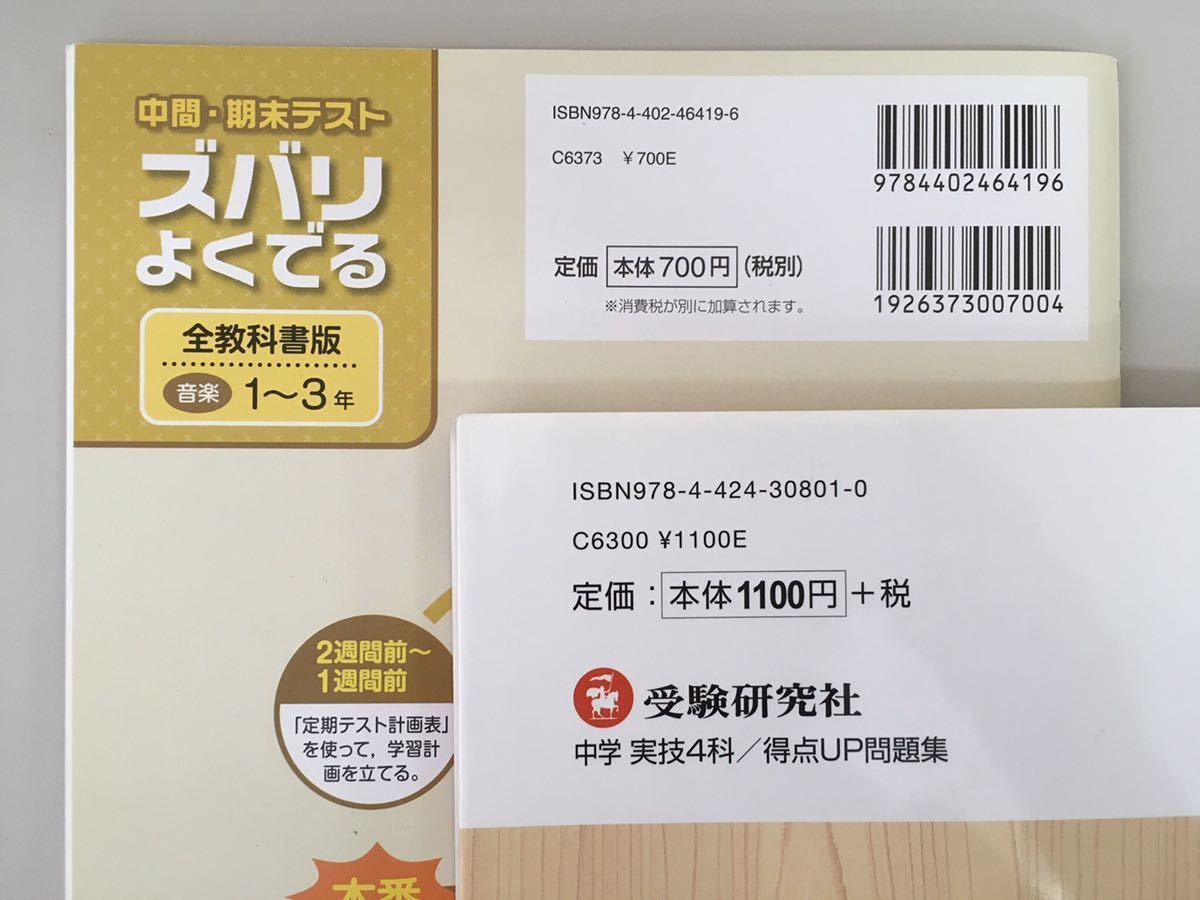 中間・期末テスト
ズバリ
よくでる
全教科書版
音楽 1〜3年
ISBN978-4-402-46419-6
C6373 ￥700E
9784402464196
定価 本体700円 (税別)
※消費税が別に加算されます。
1926373007004
2週間前〜
1週間前
「定期テスト計画表」
を使って，学習計
画を立てる。
本番
ISBN978-4-424-30801-0
C6300 ¥1100E
定価：本体1100円＋税
受験研究社
中学 実技4科／得点UP問題集